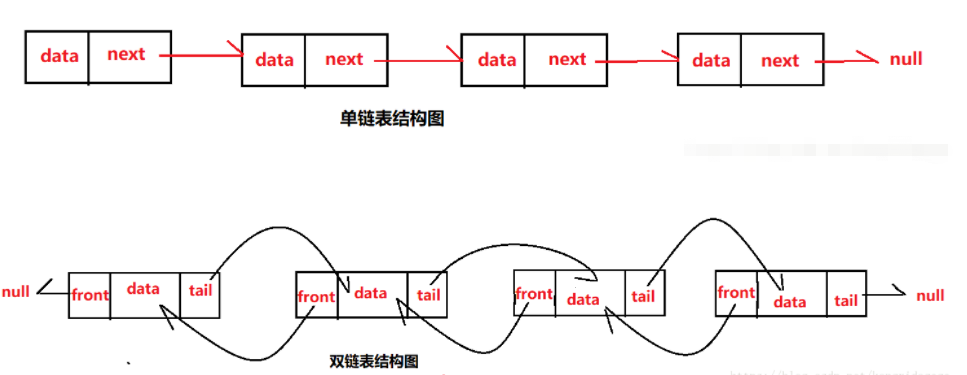 data next data next data next data next null
单链表结构图
null front data tail front data tail front data tail front data tail null
双链表结构图